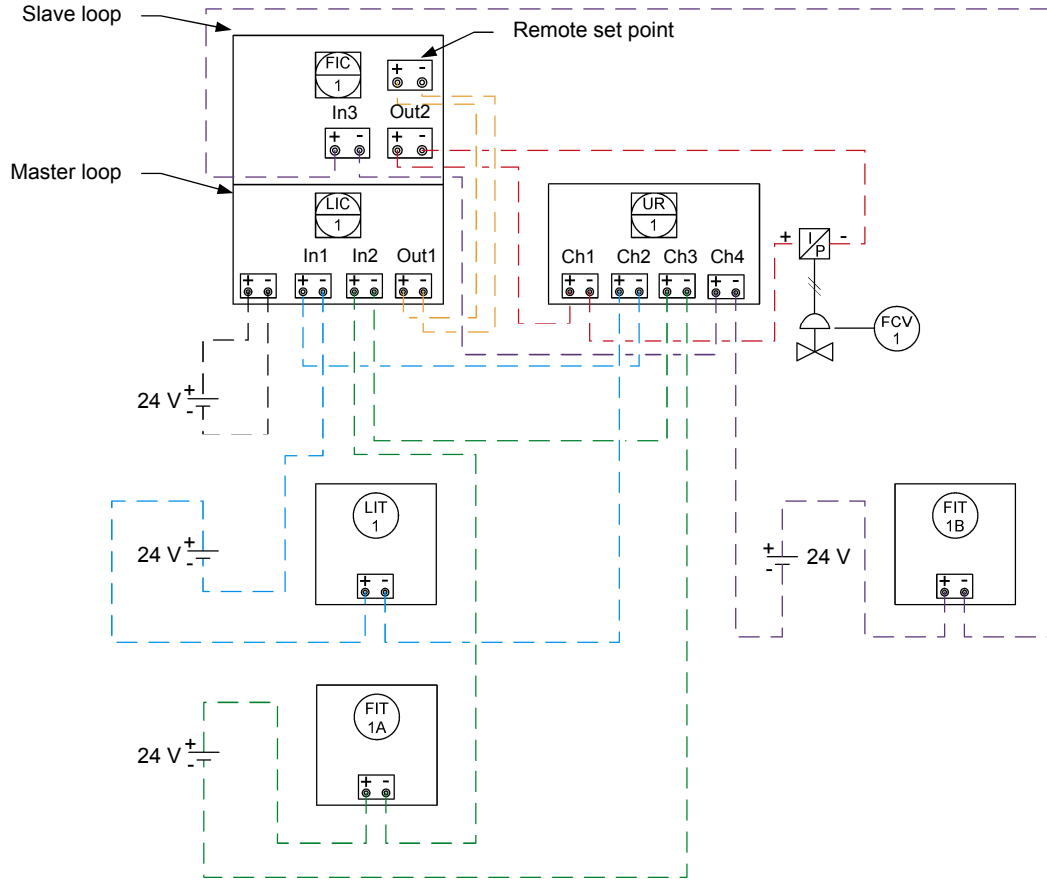 Slave loop
Remote set point
FIC
1
+ -
In3
Out2
+ -
+ -
Master loop
LIC
1
In1
In2
Out1
+ -
+ -
+ -
+ -
UR
1
Ch1
Ch2
Ch3
Ch4
+ -
+ -
+ -
+ -
+
I
P
-
FCV
1
24 V
+
-
LIT
1
+ -
24 V
+
-
FIT
1B
+ -
+
-
24 V
FIT
1A
+ -
24 V
+
-